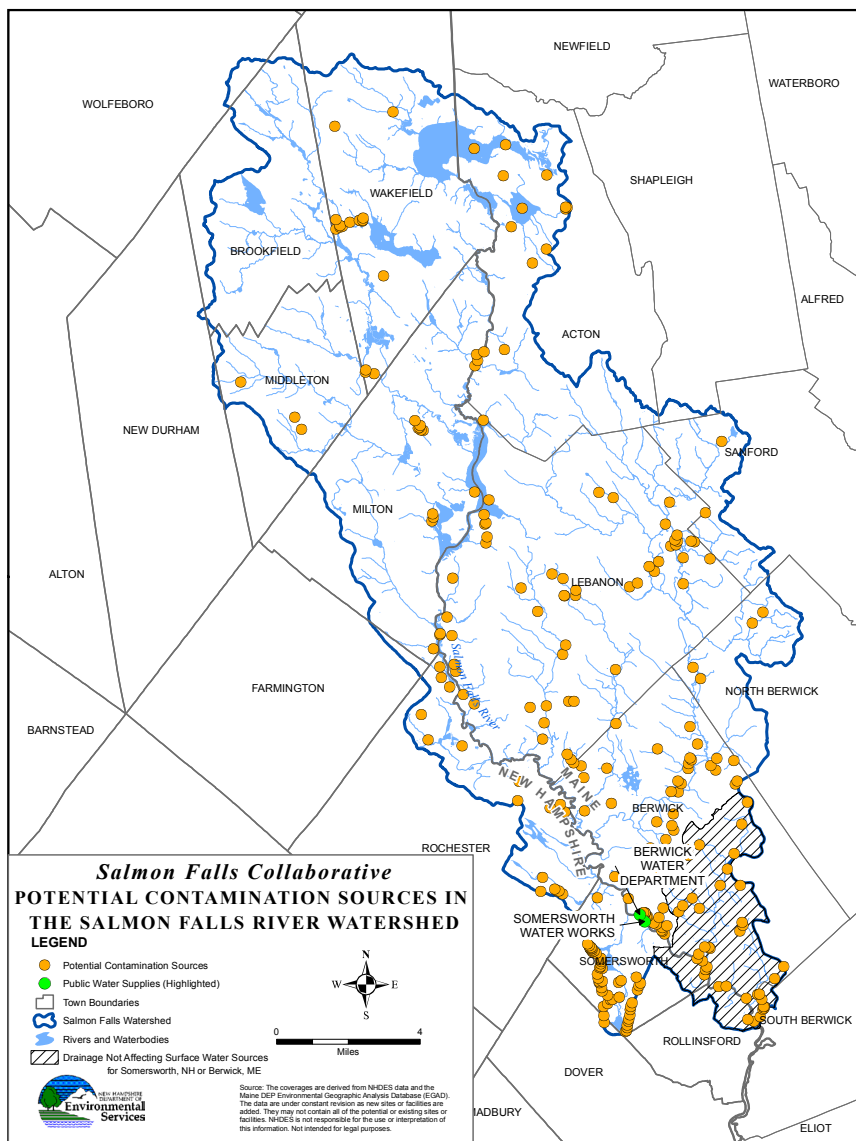 NEWFIELD
WATERBORO
WOLFEBORO
SHAPLEIGH
WAKEFIELD
BROOKFIELD
ALFRED
ACTON
MIDDLETON
NEW DURHAM
SANFORD
MILTON
ALTON
LEBANON
FARMINGTON
Salmon Falls River
NORTH BERWICK
BARNSTEAD
MAINE
NEW HAMPSHIRE
BERWICK
ROCHESTER
BERWICK
WATER
DEPARTMENT
SOMERSWORTH
WATER WORKS
SOMERSWORTH
SOUTH BERWICK
ROLLINSFORD
DOVER
ADBURY
ELIOT
Salmon Falls Collaborative
POTENTIAL CONTAMINATION SOURCES IN
THE SALMON FALLS RIVER WATERSHED
LEGEND
Potential Contamination Sources
Public Water Supplies (Highlighted)
Town Boundaries
Salmon Falls Watershed
Rivers and Waterbodies
Drainage Not Affecting Surface Water Sources
for Somersworth, NH or Berwick, ME
N
W E
S
0 4
Miles
NEW HAMPSHIRE
DEPARTMENT OF
Environmental
Services
Source: The coverages are derived from NHDES data and the
Maine DEP Environmental Geographic Analysis Database (EGAD).
The data are under constant revision as new sites or facilities are
added. They may not contain all of the potential or existing sites or
facilities. NHDES is not responsible for the use or interpretation of
this information. Not intended for legal purposes.